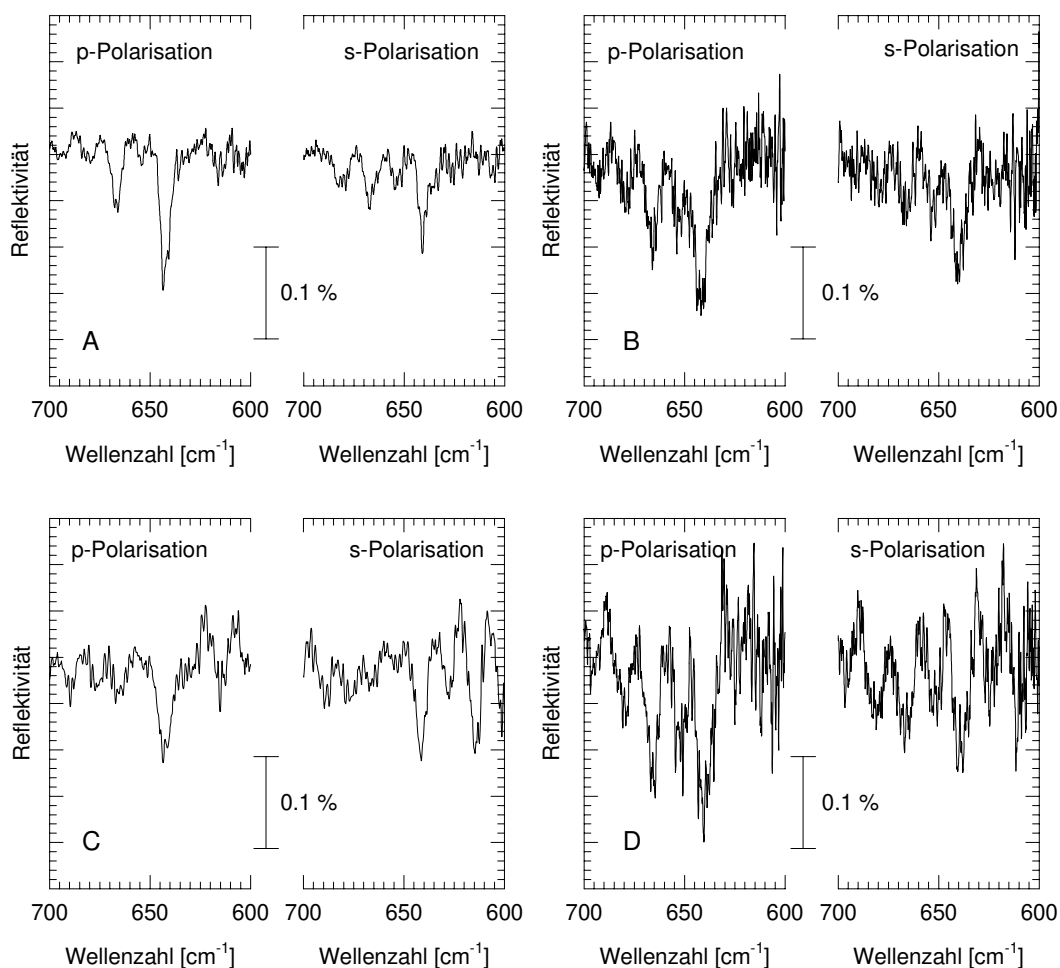 p-Polarisation
s-Polarisation
Reflektivität
0.1 %
A
700 650 600
700 650 600
Wellenzahl [cm⁻¹]
Wellenzahl [cm⁻¹]
p-Polarisation
s-Polarisation
Reflektivität
0.1 %
B
700 650 600
700 650 600
Wellenzahl [cm⁻¹]
Wellenzahl [cm⁻¹]
p-Polarisation
s-Polarisation
Reflektivität
0.1 %
C
700 650 600
700 650 600
Wellenzahl [cm⁻¹]
Wellenzahl [cm⁻¹]
p-Polarisation
s-Polarisation
Reflektivität
0.1 %
D
700 650 600
700 650 600
Wellenzahl [cm⁻¹]
Wellenzahl [cm⁻¹]